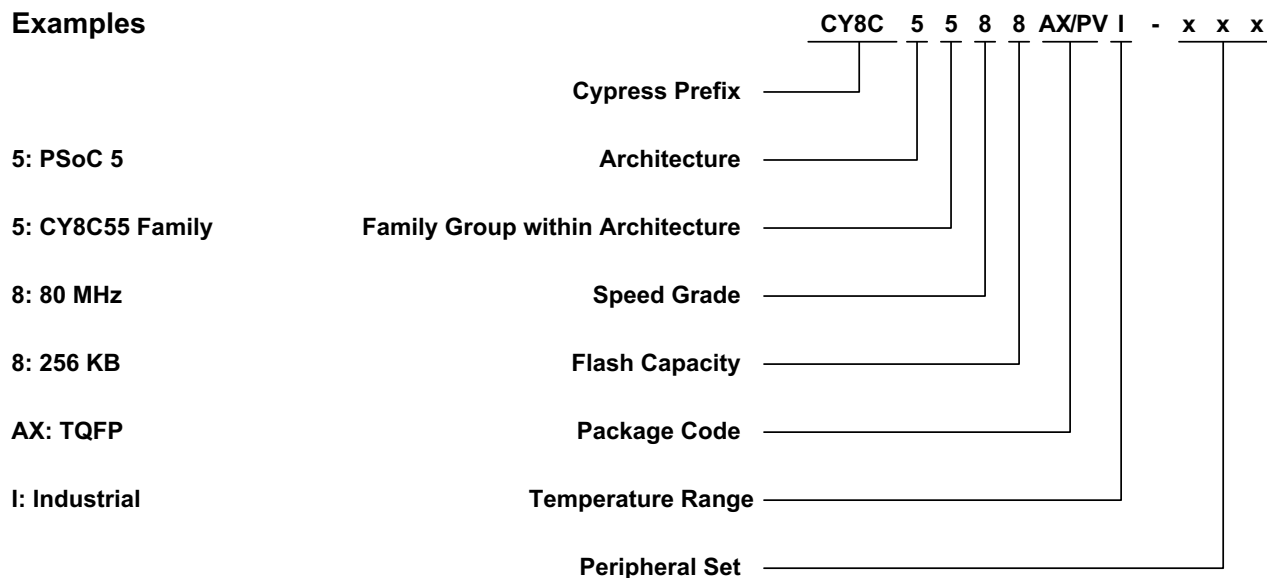 Examples CY8C 5 5 8 8 AX/PV I - x x x
Cypress Prefix
5: PSoC 5 Architecture
5: CY8C55 Family Family Group within Architecture
8: 80 MHz Speed Grade
8: 256 KB Flash Capacity
AX: TQFP Package Code
I: Industrial Temperature Range
Peripheral Set